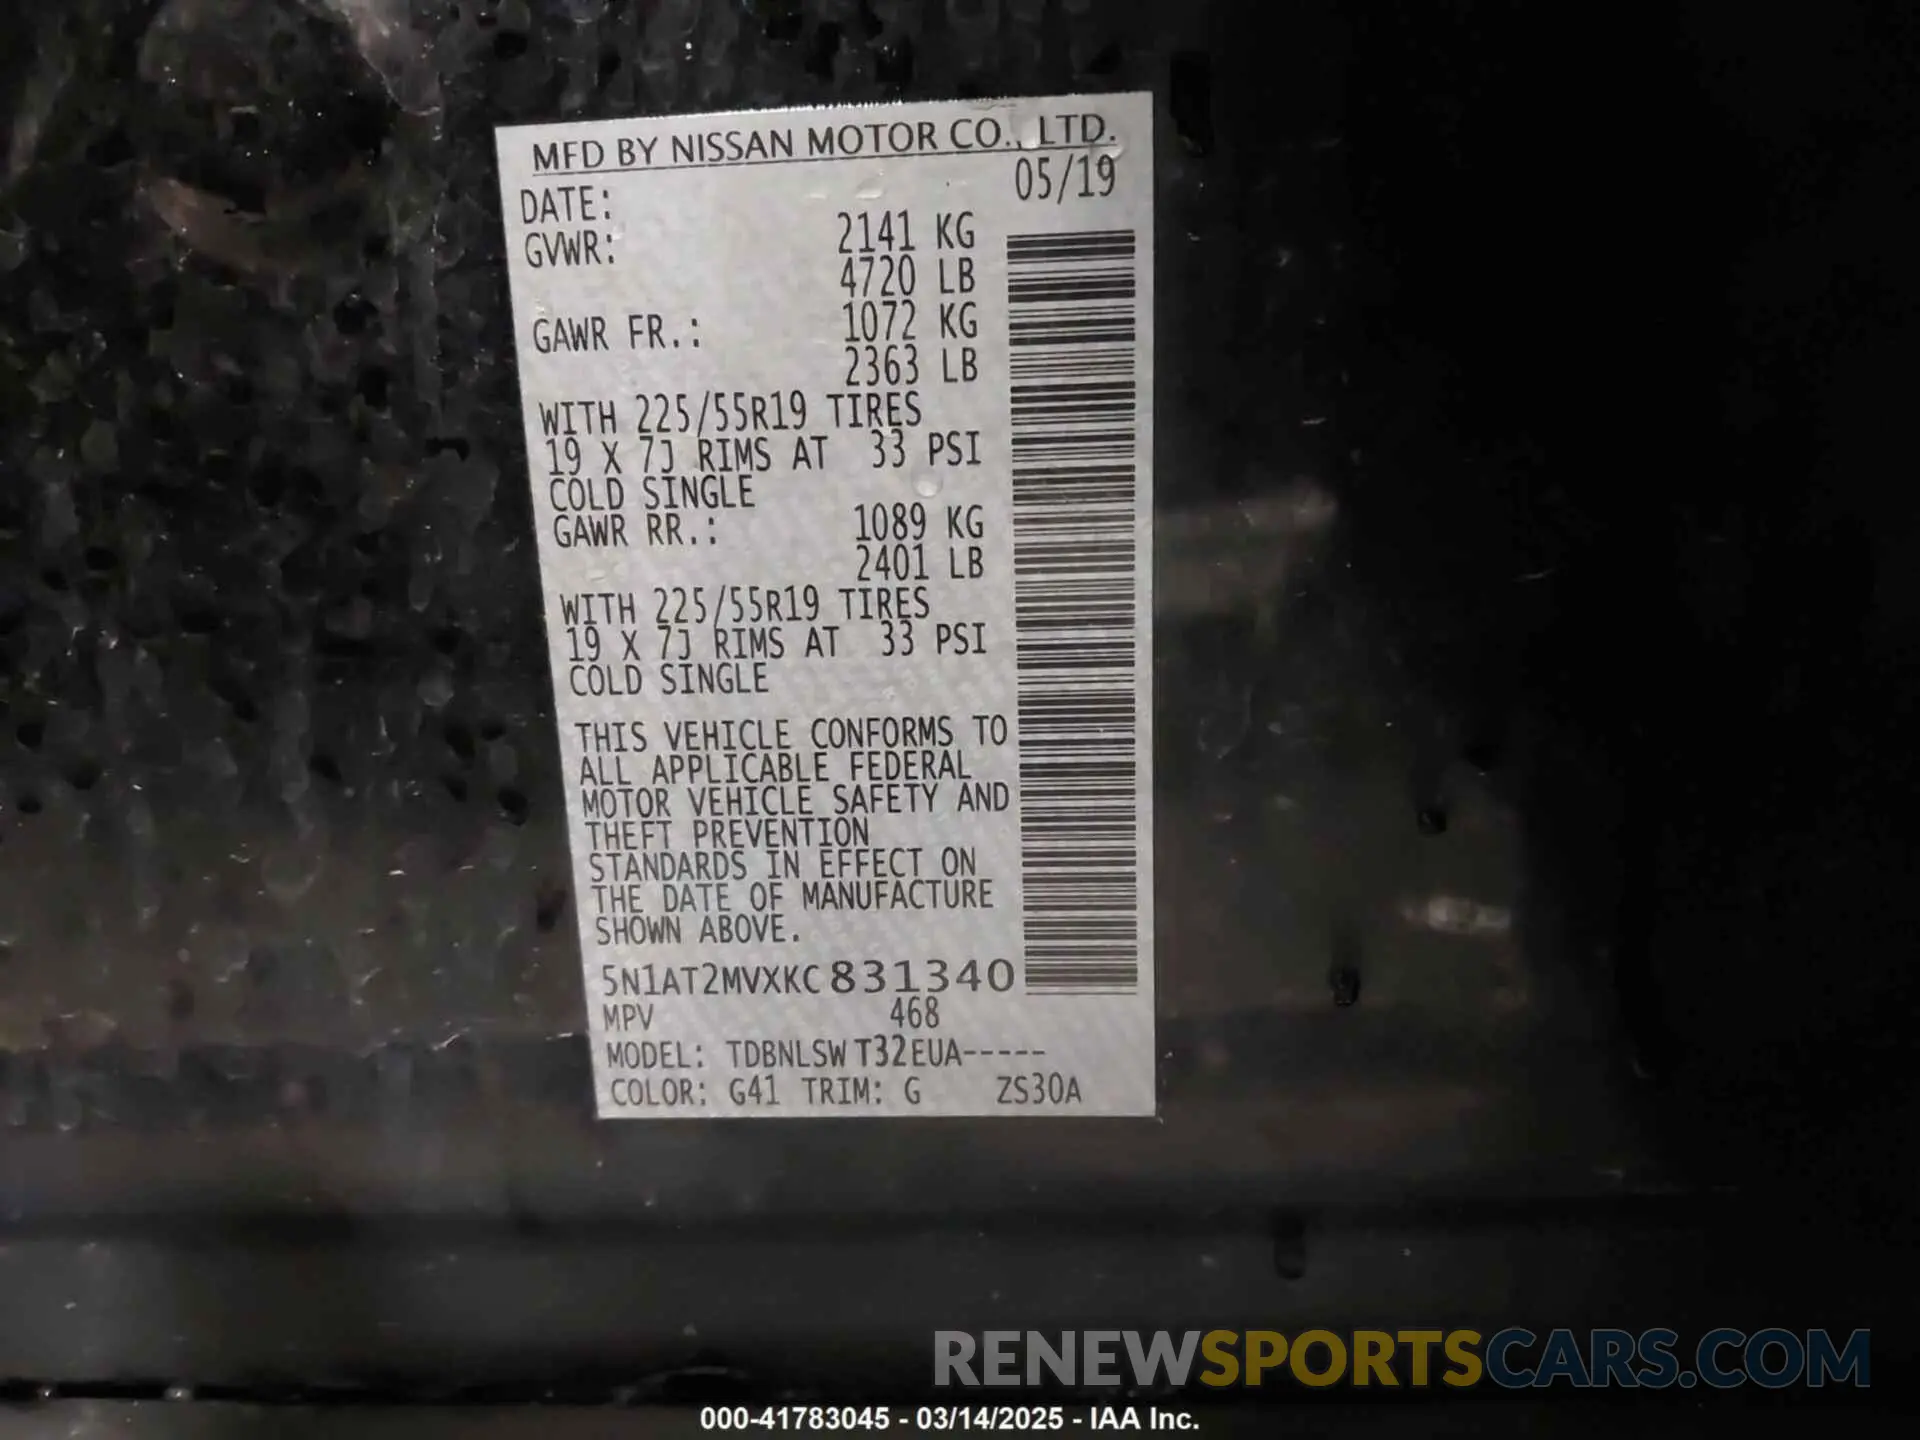 MFD BY NISSAN MOTOR CO., LTD.
DATE: 05/19
GVWR: 2141 KG
4720 LB
GAWR FR.: 1072 KG
2363 LB
WITH 225/55R19 TIRES
19 X 7J RIMS AT 33 PSI
COLD SINGLE
GAWR RR.: 1089 KG
2401 LB
WITH 225/55R19 TIRES
19 X 7J RIMS AT 33 PSI
COLD SINGLE
THIS VEHICLE CONFORMS TO
ALL APPLICABLE FEDERAL
MOTOR VEHICLE SAFETY AND
THEFT PREVENTION
STANDARDS IN EFFECT ON
THE DATE OF MANUFACTURE
SHOWN ABOVE.
5N1AT2MVXKC831340
MPV 468
MODEL: TDBNLSW T32EUA-----
COLOR: G41 TRIM: G ZS30A
RENEWSPORTSCARS.COM
000-41783045 - 03/14/2025 - IAA Inc.